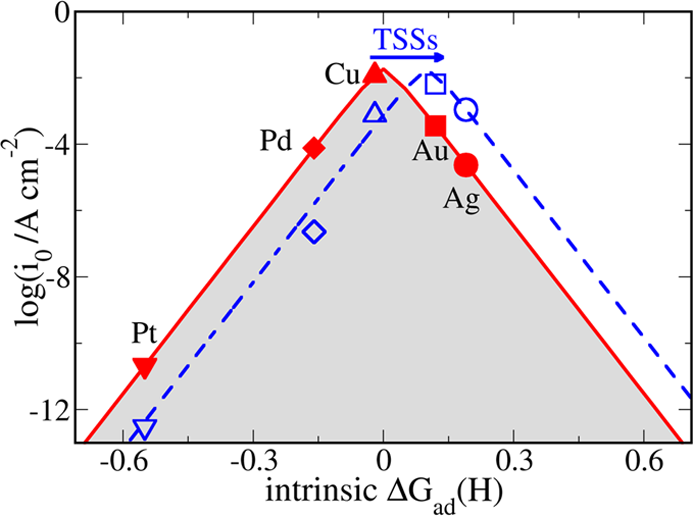 0
TSSs
Cu
Pd
-4
Au
Ag
log(i₀/A cm⁻²)
-8
Pt
-12
-0.6 -0.3 0 0.3 0.6
intrinsic ΔG_ad(H)